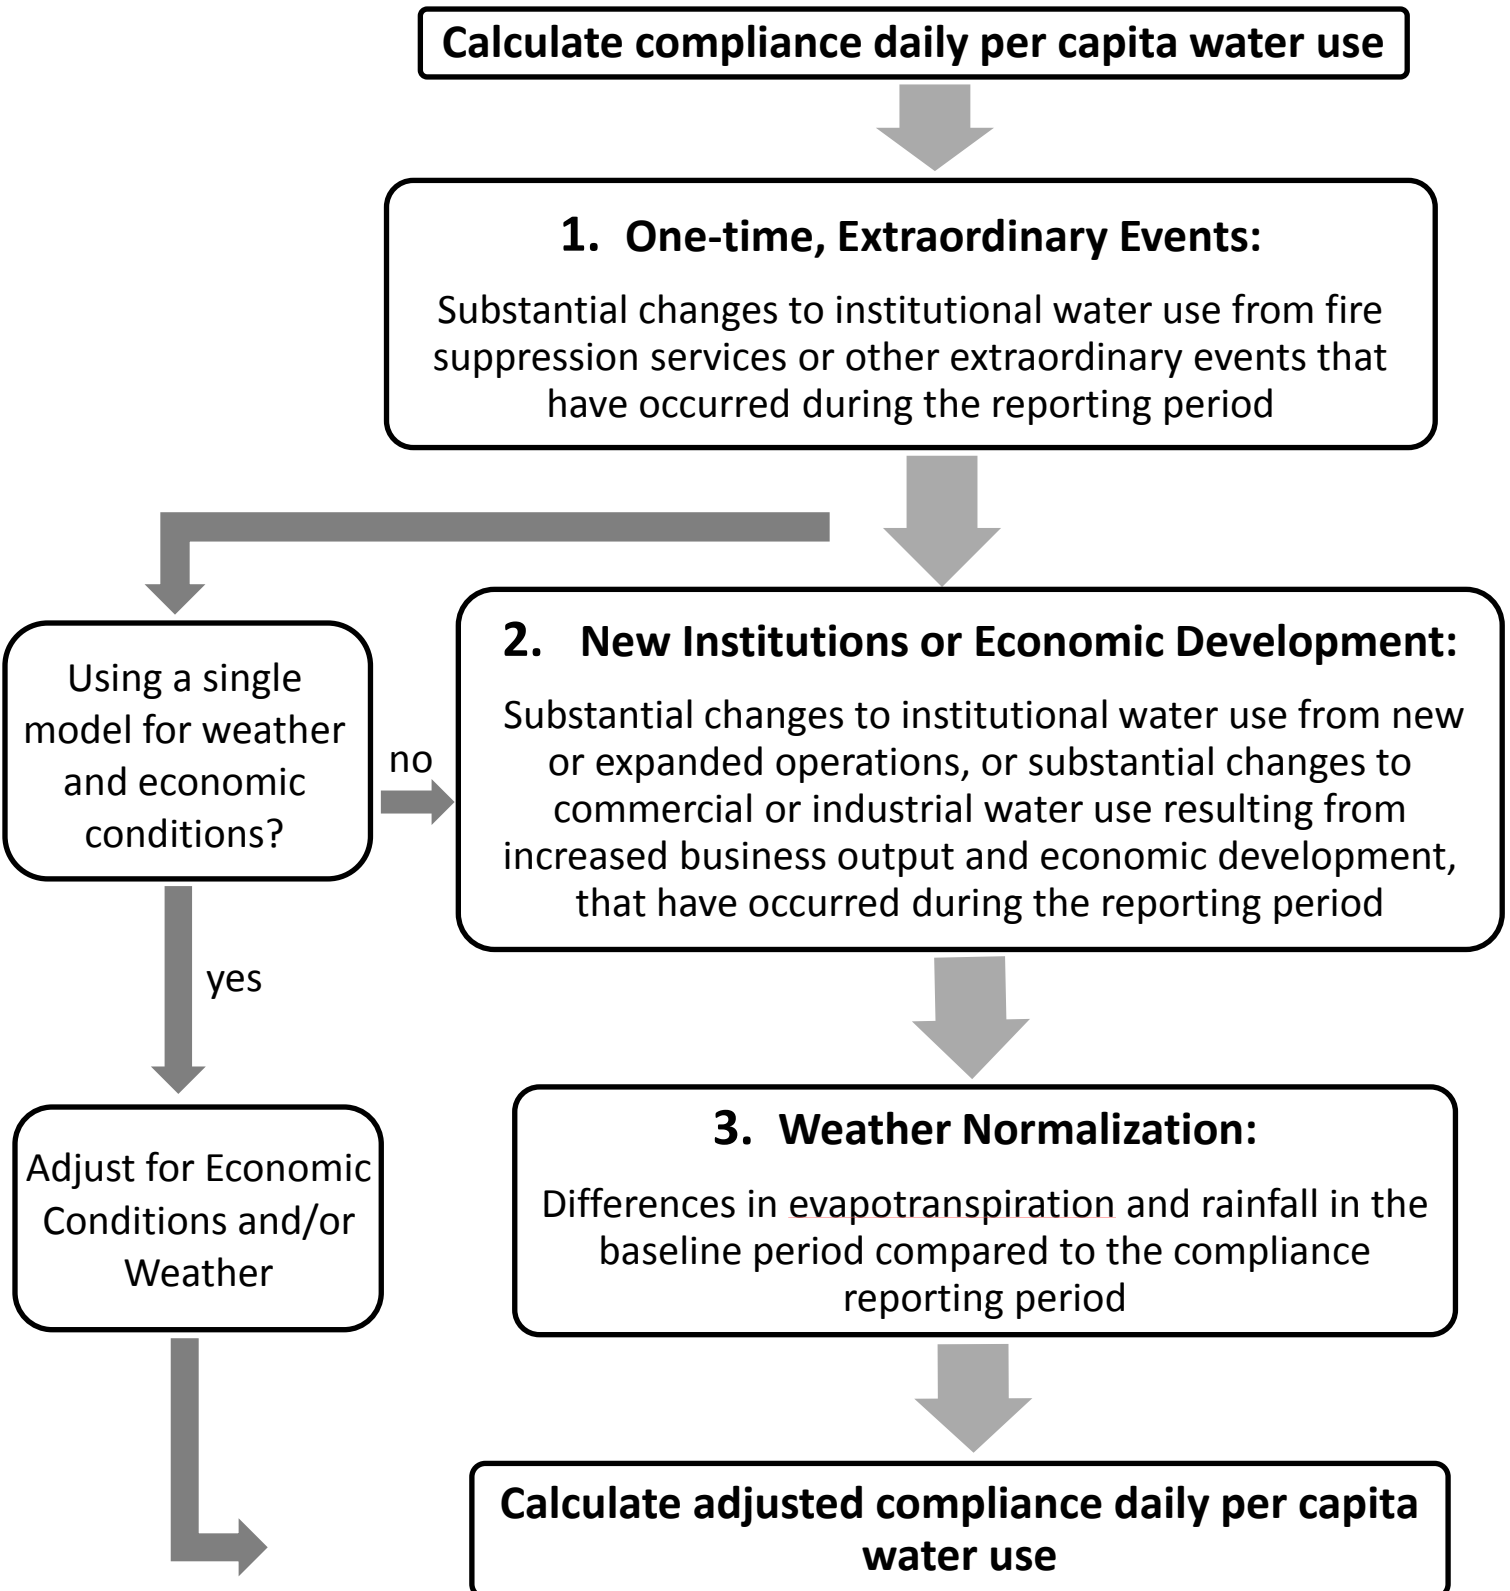 Calculate compliance daily per capita water use
1. One-time, Extraordinary Events:
Substantial changes to institutional water use from fire
suppression services or other extraordinary events that
have occurred during the reporting period
Using a single
model for weather
and economic
conditions?
no
yes
2. New Institutions or Economic Development:
Substantial changes to institutional water use from new
or expanded operations, or substantial changes to
commercial or industrial water use resulting from
increased business output and economic development,
that have occurred during the reporting period
Adjust for Economic
Conditions and/or
Weather
3. Weather Normalization:
Differences in evapotranspiration and rainfall in the
baseline period compared to the compliance
reporting period
Calculate adjusted compliance daily per capita
water use